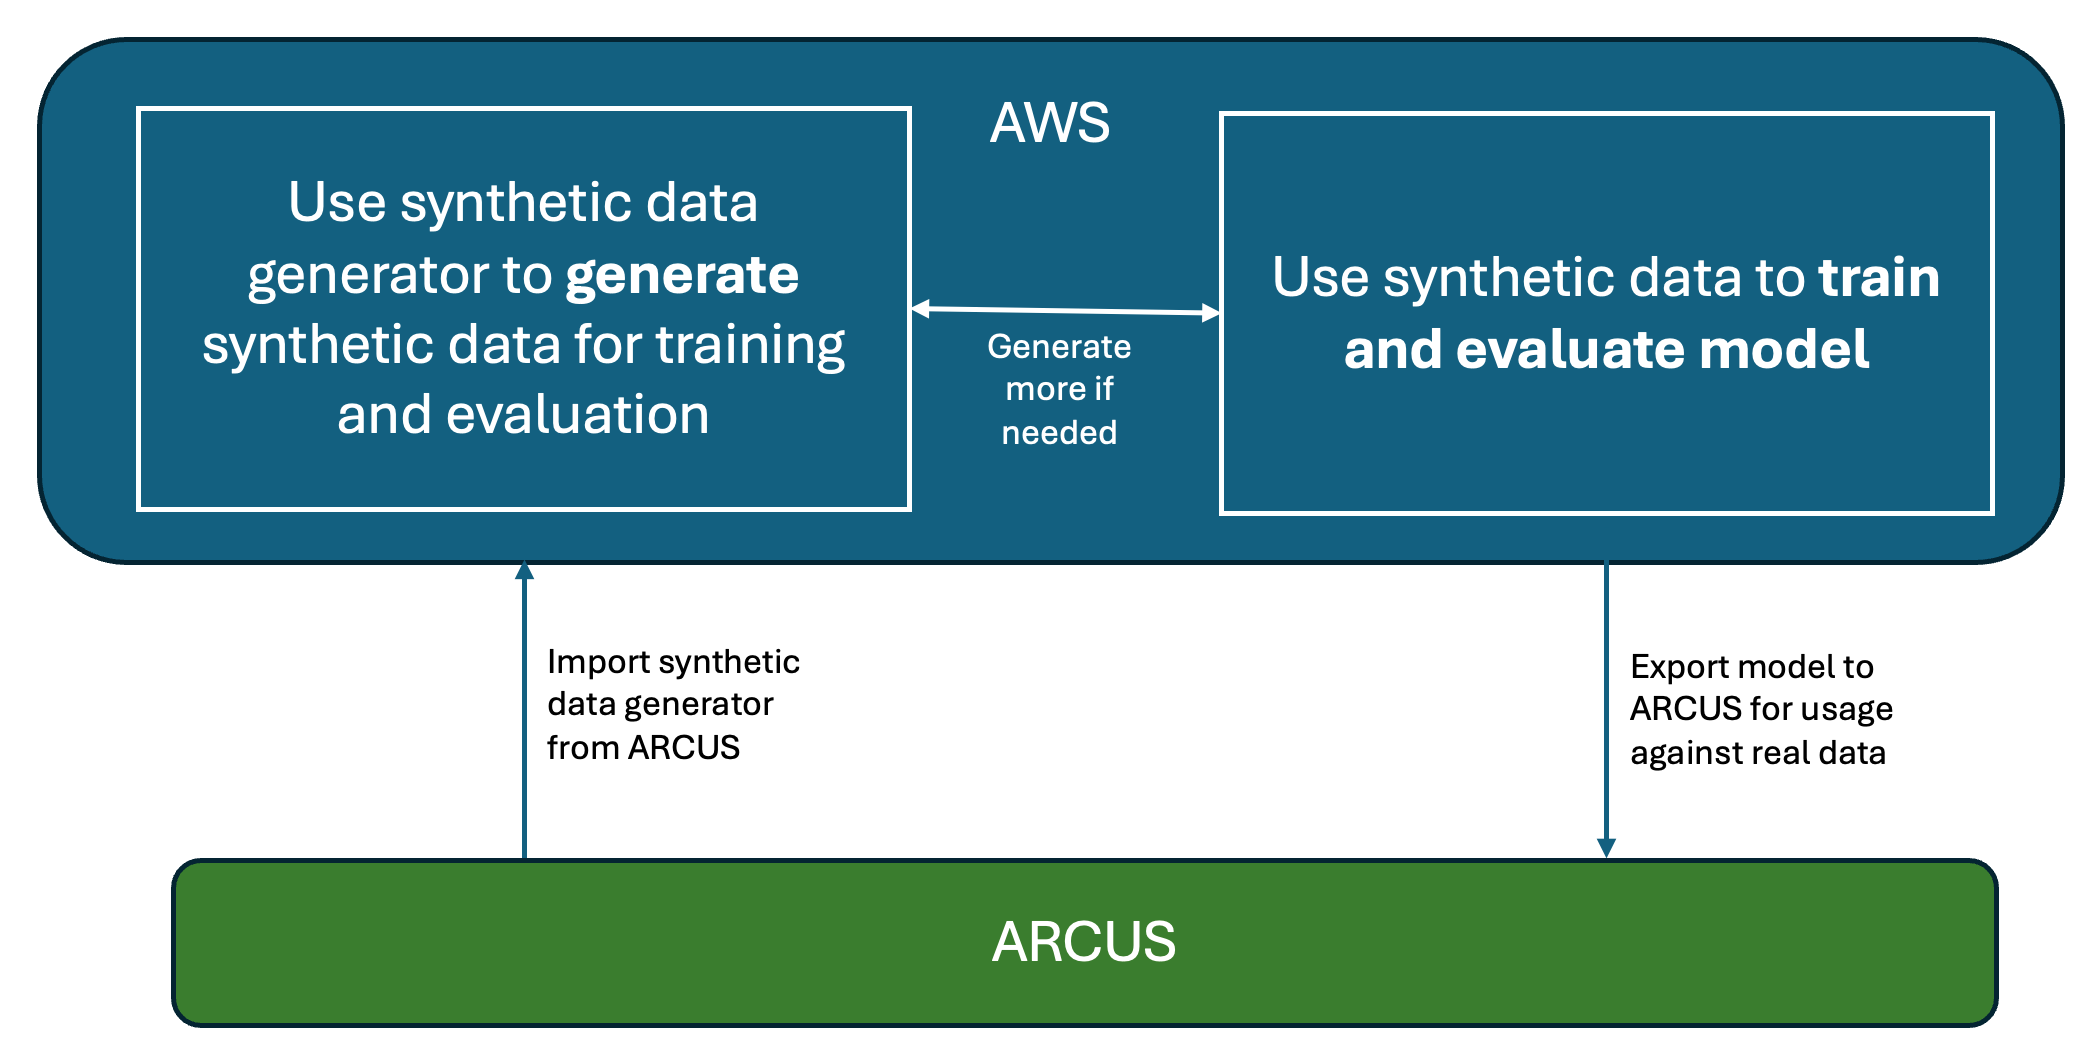 AWS
Use synthetic data
generator to generate
synthetic data for training
and evaluation
Generate
more if
needed
Use synthetic data to train
and evaluate model
Import synthetic
data generator
from ARCUS
Export model to
ARCUS for usage
against real data
ARCUS